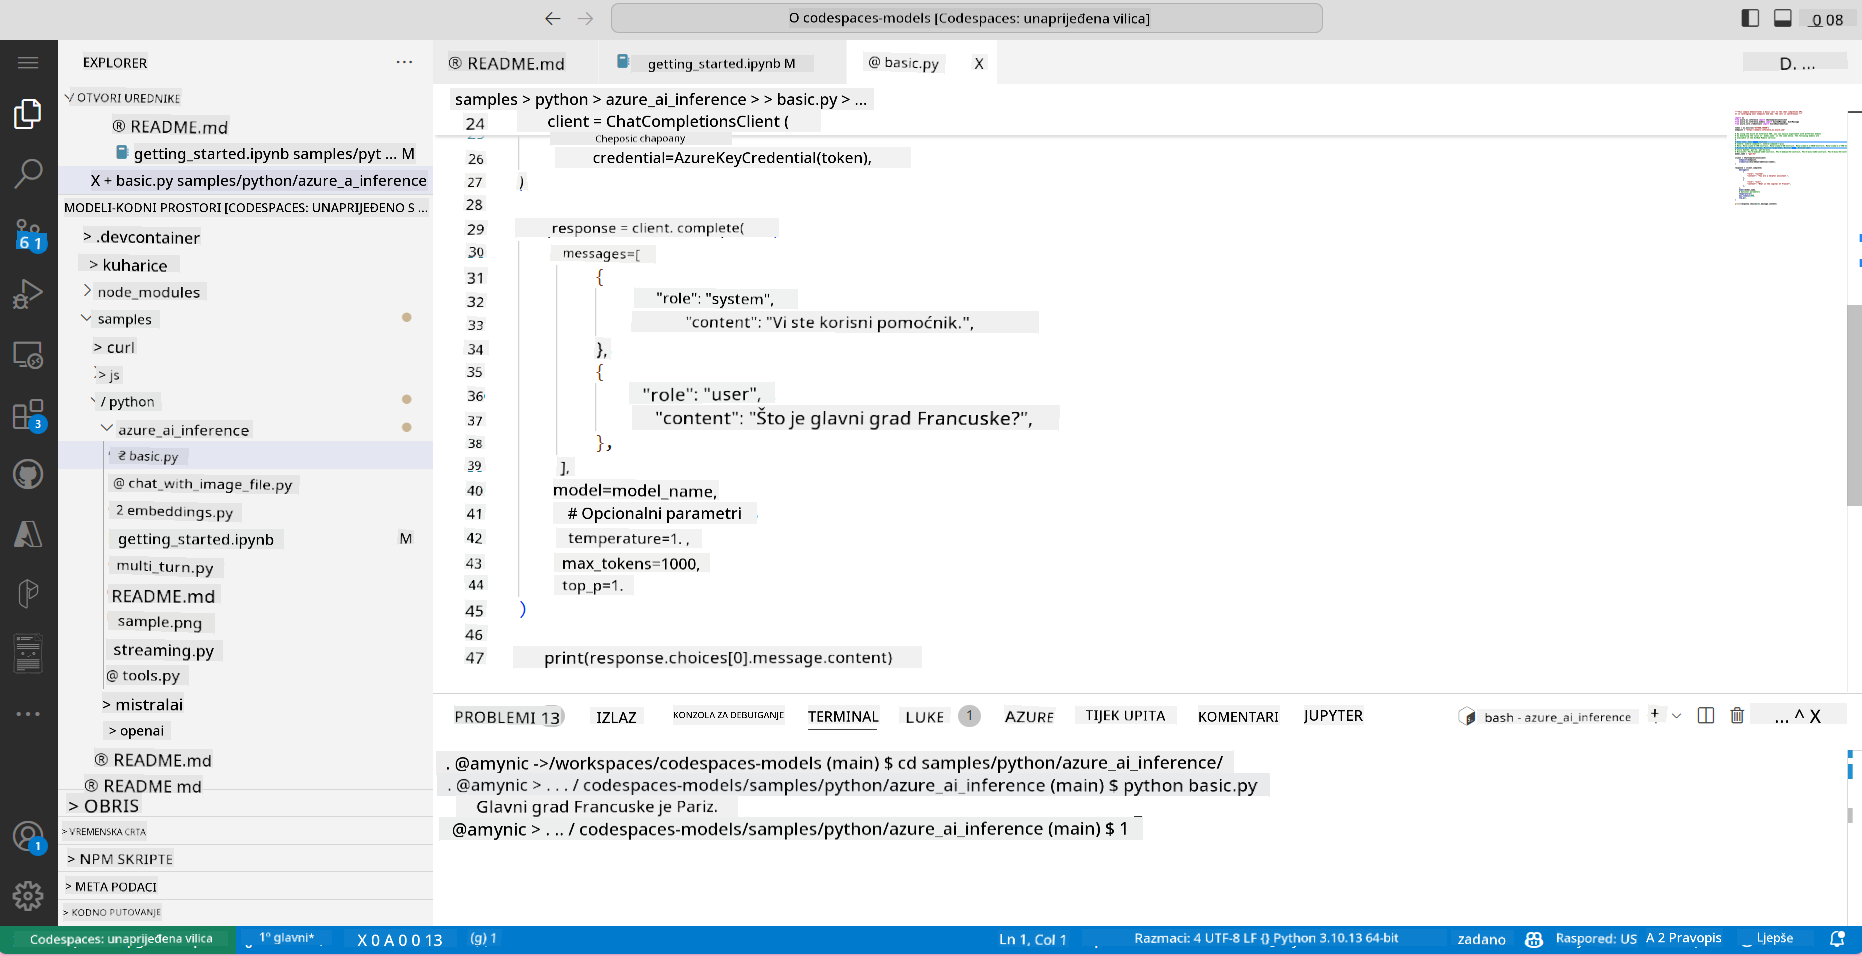 O codespaces-models [Codespaces: unaprijeđena vilica]
0 08
EXPLORER
OTVORI UREDNIKE
README.md
getting_started.ipynb samples/pyt ... M
X + basic.py samples/python/azure_a_inference
MODELI-KODNI PROSTORI [CODESPACES: UNAPRIJEĐENO S ...
> .devcontainer
> kuharice
node_modules
samples
> curl
> js
/ python
azure_ai_inference
basic.py
@ chat_with_image_file.py
2 embeddings.py
getting_started.ipynb M
multi_turn.py
README.md
sample.png
streaming.py
@ tools.py
> mistralai
> openai
® README.md
® README md
> OBRIS
> VREMENSKA CRTA
> NPM SKRIPTE
> META PODACI
> KODNO PUTOVANJE
61
3
1
® README.md
getting_started.ipynb M
@ basic.py X
D. ...
samples > python > azure_ai_inference > > basic.py > ...
24 client = ChatCompletionsClient (
Cheposic chapoany
26 credential=AzureKeyCredential(token),
27 )
28
29 response = client. complete(
30 messages=[
31 {
32 "role": "system",
33 "content": "Vi ste korisni pomoćnik.",
34 },
35 {
36 "role": "user",
37 "content": "Što je glavni grad Francuske?",
38 },
39 ],
40 model=model_name,
41 # Opcionalni parametri
42 temperature=1. ,
43 max_tokens=1000,
44 top_p=1.
45 )
46
47 print(response.choices[0].message.content)
PROBLEMI 13 IZLAZ KONZOLA ZA DEBUIGANJE TERMINAL LUKE 1 AZURE TIJEK UPITA KOMENTARI JUPYTER bash - azure_ai_inference + ... ^ X
. @amynic ->/workspaces/codespaces-models (main) $ cd samples/python/azure_ai_inference/
. @amynic > . . . / codespaces-models/samples/python/azure_ai_inference (main) $ python basic.py
Glavni grad Francuske je Pariz.
@amynic > . .. / codespaces-models/samples/python/azure_ai_inference (main) $ 1
Codespaces: unaprijeđena vilica 1° glavni* X 0 A 0 0 13 (g) 1 Ln 1, Col 1 Razmaci: 4 UTF-8 LF {} Python 3.10.13 64-bit zadano Raspored: US A 2 Pravopis Ljepše